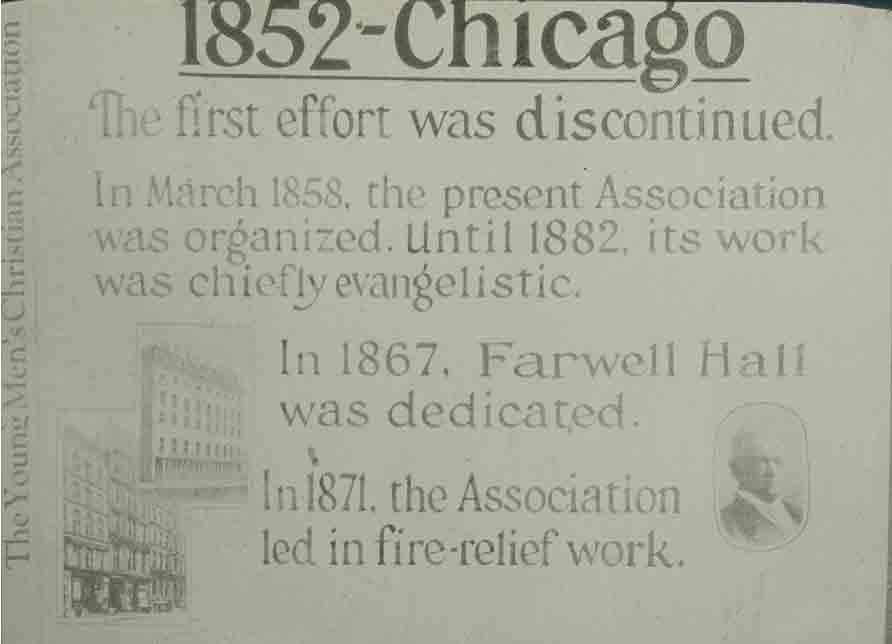 1852-Chicago
The first effort was discontinued.
In March 1858, the present Association
was organized. Until 1882, its work
was chiefly evangelistic.
In 1867, Farwell Hall
was dedicated.
In 1871, the Association
led in fire-relief work.
The Young Men's Christian Association